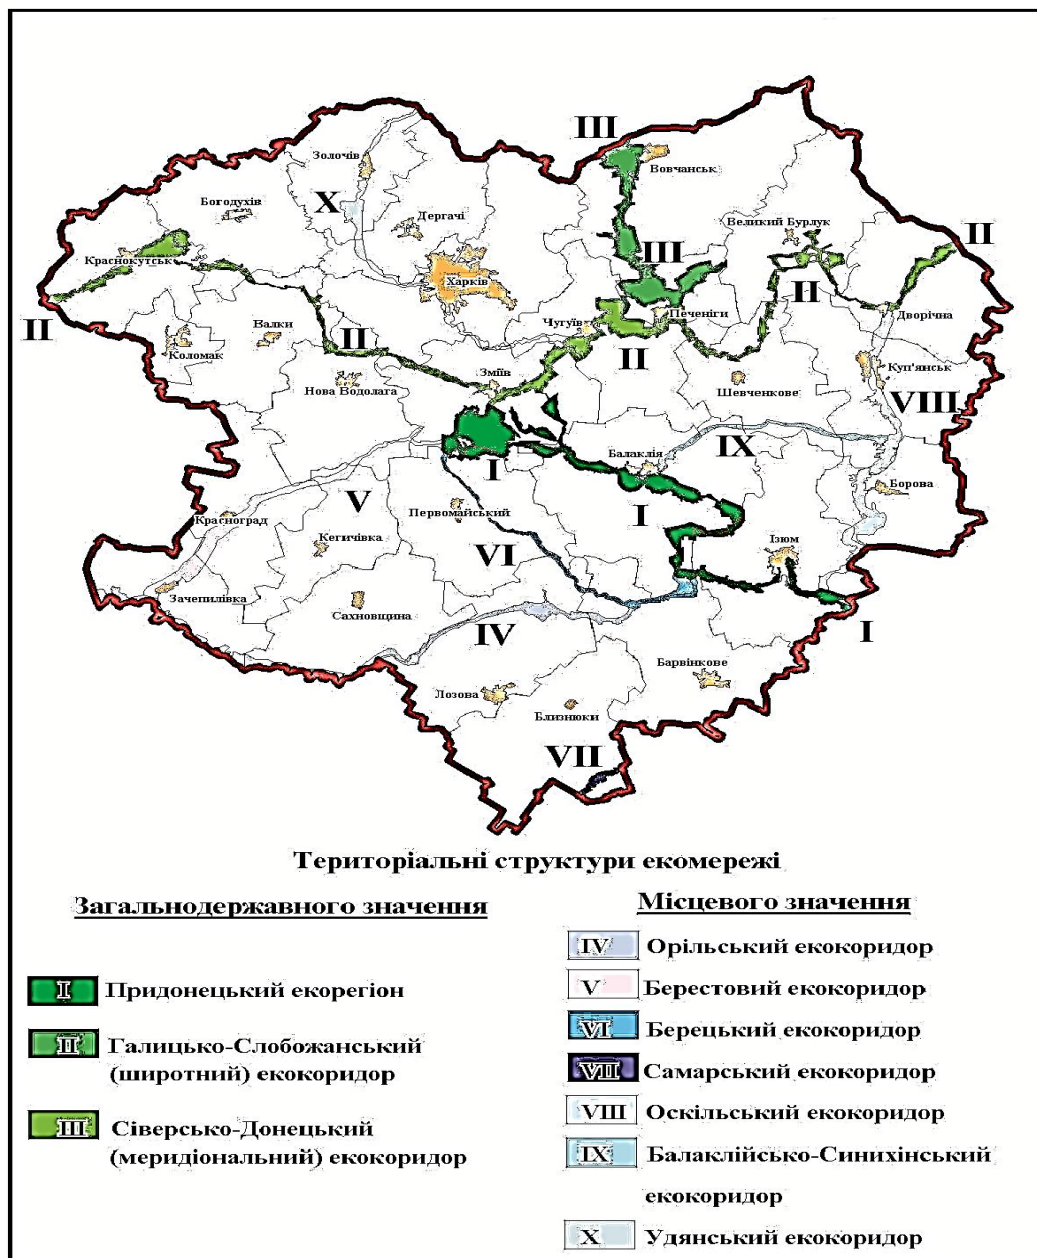 III
Золочів
Вовчанськ
X
Богодухів
Дергачі
Великий Бурлук
II
III
Краснокутськ
Харків
II
Печеніги
Дворічна
II
Чугуїв
Валки
II
Коломак
II
Зміїв
Куп'янськ
Нова Водолага
Шевченкове
VIII
IX
Балаклія
I
Борова
V
Первомайський
I
Красноград
Кегичівка
VI
Ізюм
Зачепилівка
Сахновщина
IV
I
Барвінкове
Лозова
Близнюки
VII
Територіальні структури екомережі
Загальнодержавного значення
I Придонецький екорегіон
II Галицько-Слобожанський
(широтний) екокоридор
III Сіверсько-Донецький
(меридіональний) екокоридор
Місцевого значення
IV Орільський екокоридор
V Берестовий екокоридор
VI Берецький екокоридор
VII Самарський екокоридор
VIII Оскільський екокоридор
IX Балаклійсько-Синихінський
екокоридор
X Удянський екокоридор